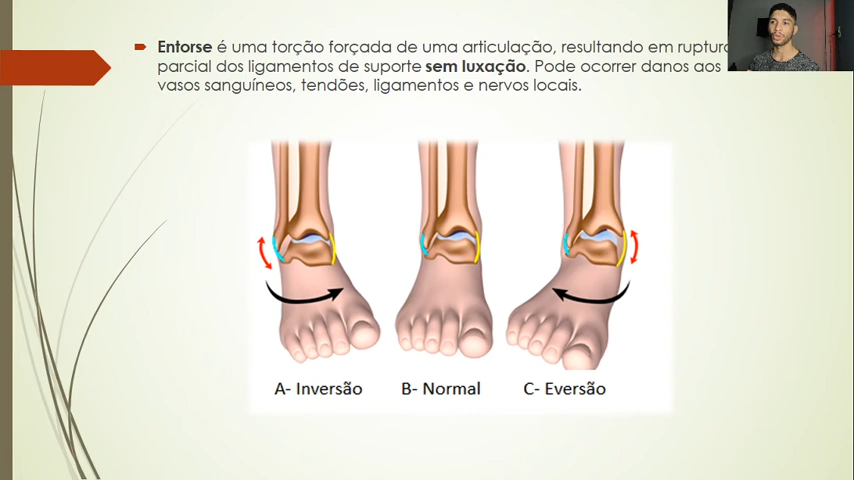 Entorse é uma torção forçada de uma articulação, resultando em
parcial dos ligamentos de suporte sem luxação. Pode ocorrer danos aos
vasos sanguíneos, tendões, ligamentos e nervos locais.
A- Inversão B- Normal C- Eversão